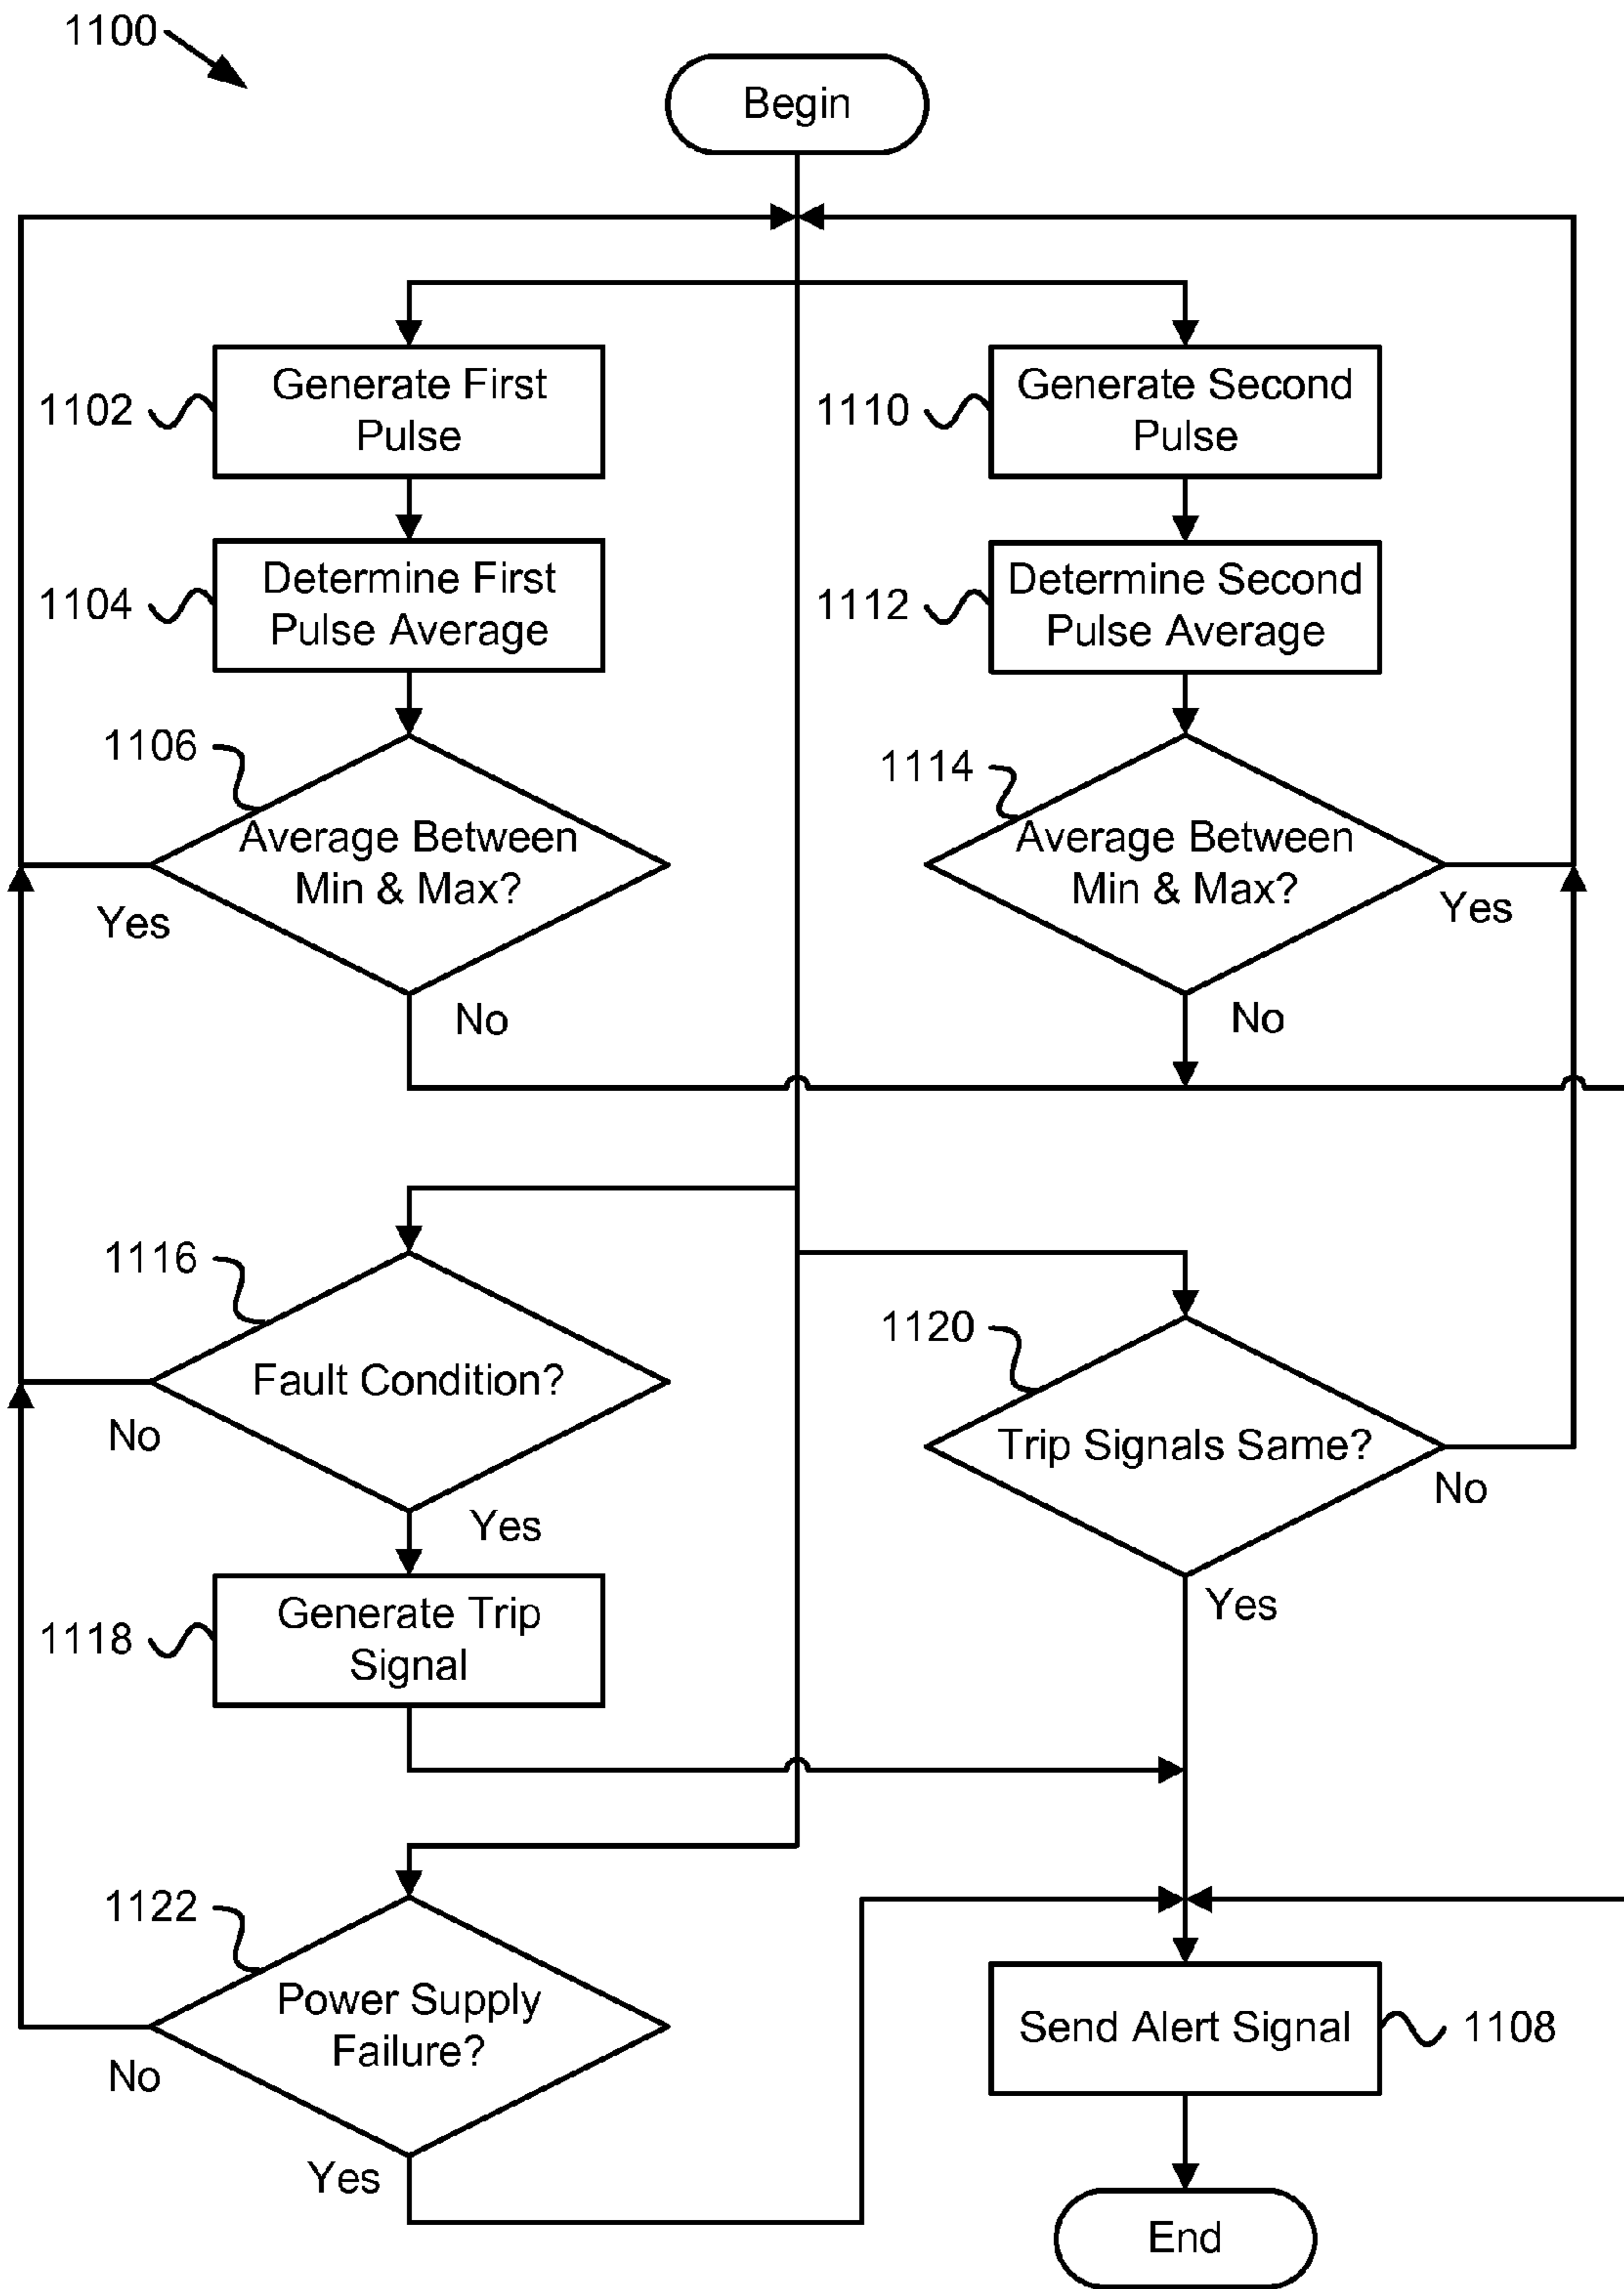 1100
Begin
Generate First
Pulse
1102
Generate Second
Pulse
1110
Determine First
Pulse Average
1104
Determine Second
Pulse Average
1112
1106
Average Between
Min & Max?
Yes
No
1114
Average Between
Min & Max?
Yes
No
1116
Fault Condition?
No
Yes
1120
Trip Signals Same?
No
Yes
Generate Trip
Signal
1118
1122
Power Supply
Failure?
No
Yes
Send Alert Signal
1108
End